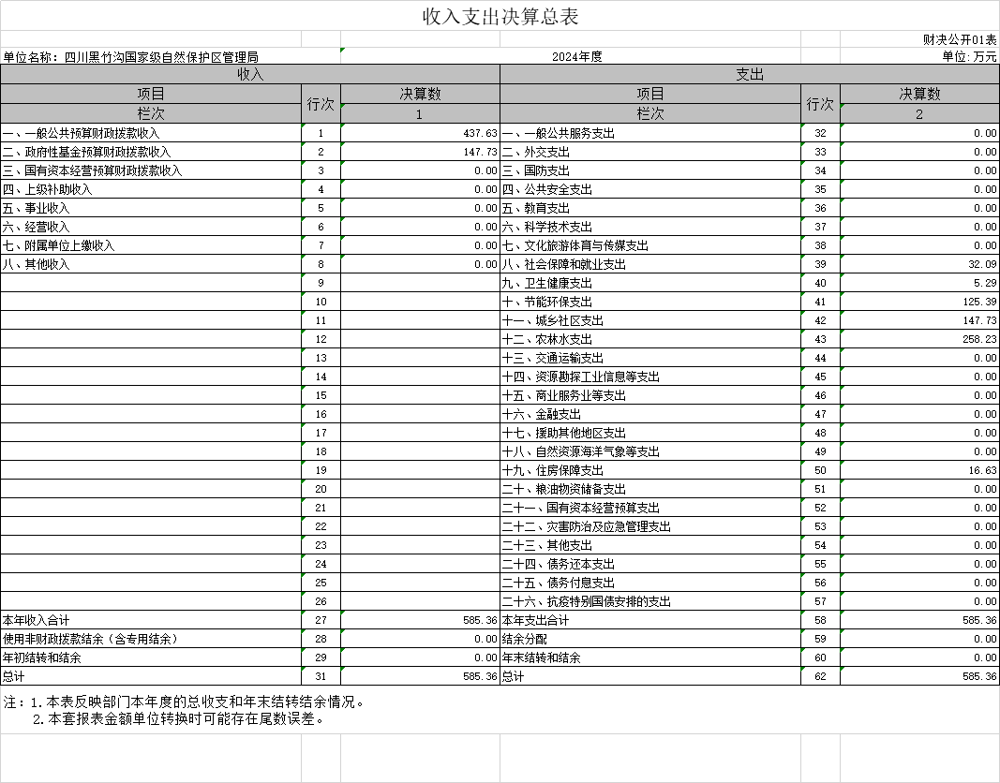 收入支出决算总表
财决公开01表
单位名称：四川黑竹沟国家级自然保护区管理局 2024年度 单位:万元
收入 支出
项目 行次 决算数 项目 行次 决算数
栏次 1 栏次 2
一、一般公共预算财政拨款收入 1 437.63 一、一般公共服务支出 32 0.00
二、政府性基金预算财政拨款收入 2 147.73 二、外交支出 33 0.00
三、国有资本经营预算财政拨款收入 3 0.00 三、国防支出 34 0.00
四、上级补助收入 4 0.00 四、公共安全支出 35 0.00
五、事业收入 5 0.00 五、教育支出 36 0.00
六、经营收入 6 0.00 六、科学技术支出 37 0.00
七、附属单位上缴收入 7 0.00 七、文化旅游体育与传媒支出 38 0.00
八、其他收入 8 0.00 八、社会保障和就业支出 39 32.09
9 九、卫生健康支出 40 5.29
10 十、节能环保支出 41 125.39
11 十一、城乡社区支出 42 147.73
12 十二、农林水支出 43 258.23
13 十三、交通运输支出 44 0.00
14 十四、资源勘探工业信息等支出 45 0.00
15 十五、商业服务业等支出 46 0.00
16 十六、金融支出 47 0.00
17 十七、援助其他地区支出 48 0.00
18 十八、自然资源海洋气象等支出 49 0.00
19 十九、住房保障支出 50 16.63
20 二十、粮油物资储备支出 51 0.00
21 二十一、国有资本经营预算支出 52 0.00
22 二十二、灾害防治及应急管理支出 53 0.00
23 二十三、其他支出 54 0.00
24 二十四、债务还本支出 55 0.00
25 二十五、债务付息支出 56 0.00
26 二十六、抗疫特别国债安排的支出 57 0.00
本年收入合计 27 585.36 本年支出合计 58 585.36
使用非财政拨款结余（含专用结余） 28 0.00 结余分配 59 0.00
年初结转和结余 29 0.00 年末结转和结余 60 0.00
总计 31 585.36 总计 62 585.36
注：1.本表反映部门本年度的总收支和年末结转结余情况。
2.本套报表金额单位转换时可能存在尾数误差。